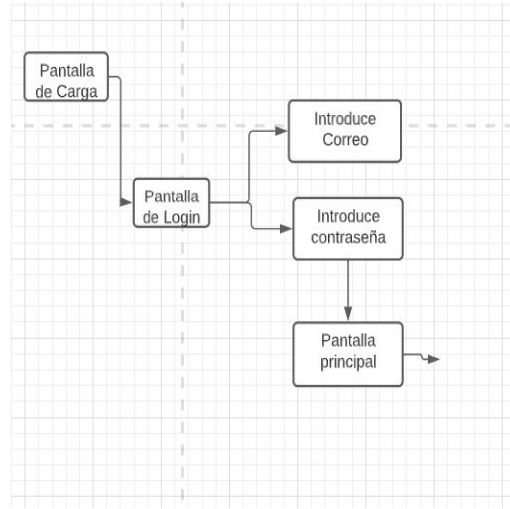 Pantalla
de Carga
Introduce
Correo
Pantalla
de Login
Introduce
contraseña
Pantalla
principal